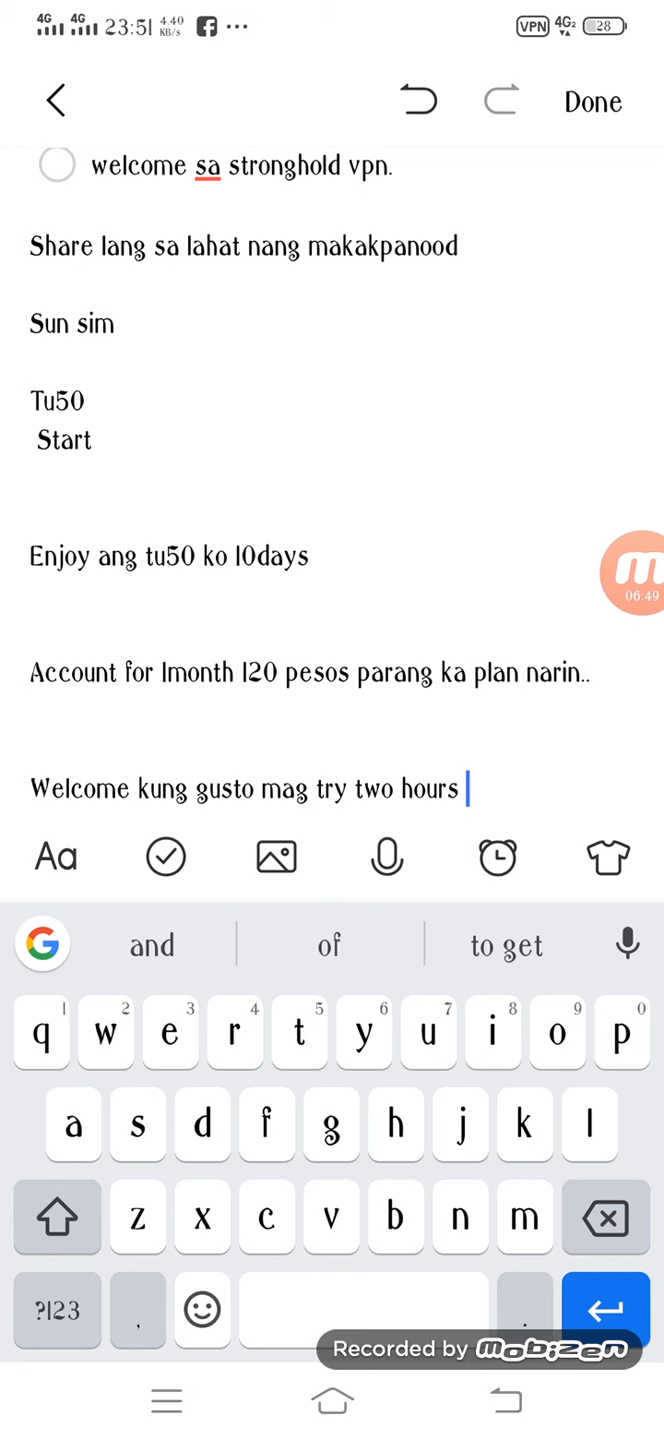 4G 4G 23:51 4.40 KB/s ... VPN 4G2 28
Done
welcome sa stronghold vpn.
Share lang sa lahat nang makakpanood
Sun sim
Tu50
Start
Enjoy ang tu50 ko 10days
06:49
Account for 1month 120 pesos parang ka plan narin..
Welcome kung gusto mag try two hours
Aa
and of to get
1 2 3 4 5 6 7 8 9 0
q w e r t y u i o p
a s d f g h j k l
z x c v b n m
?123 , .
Recorded by mobizen